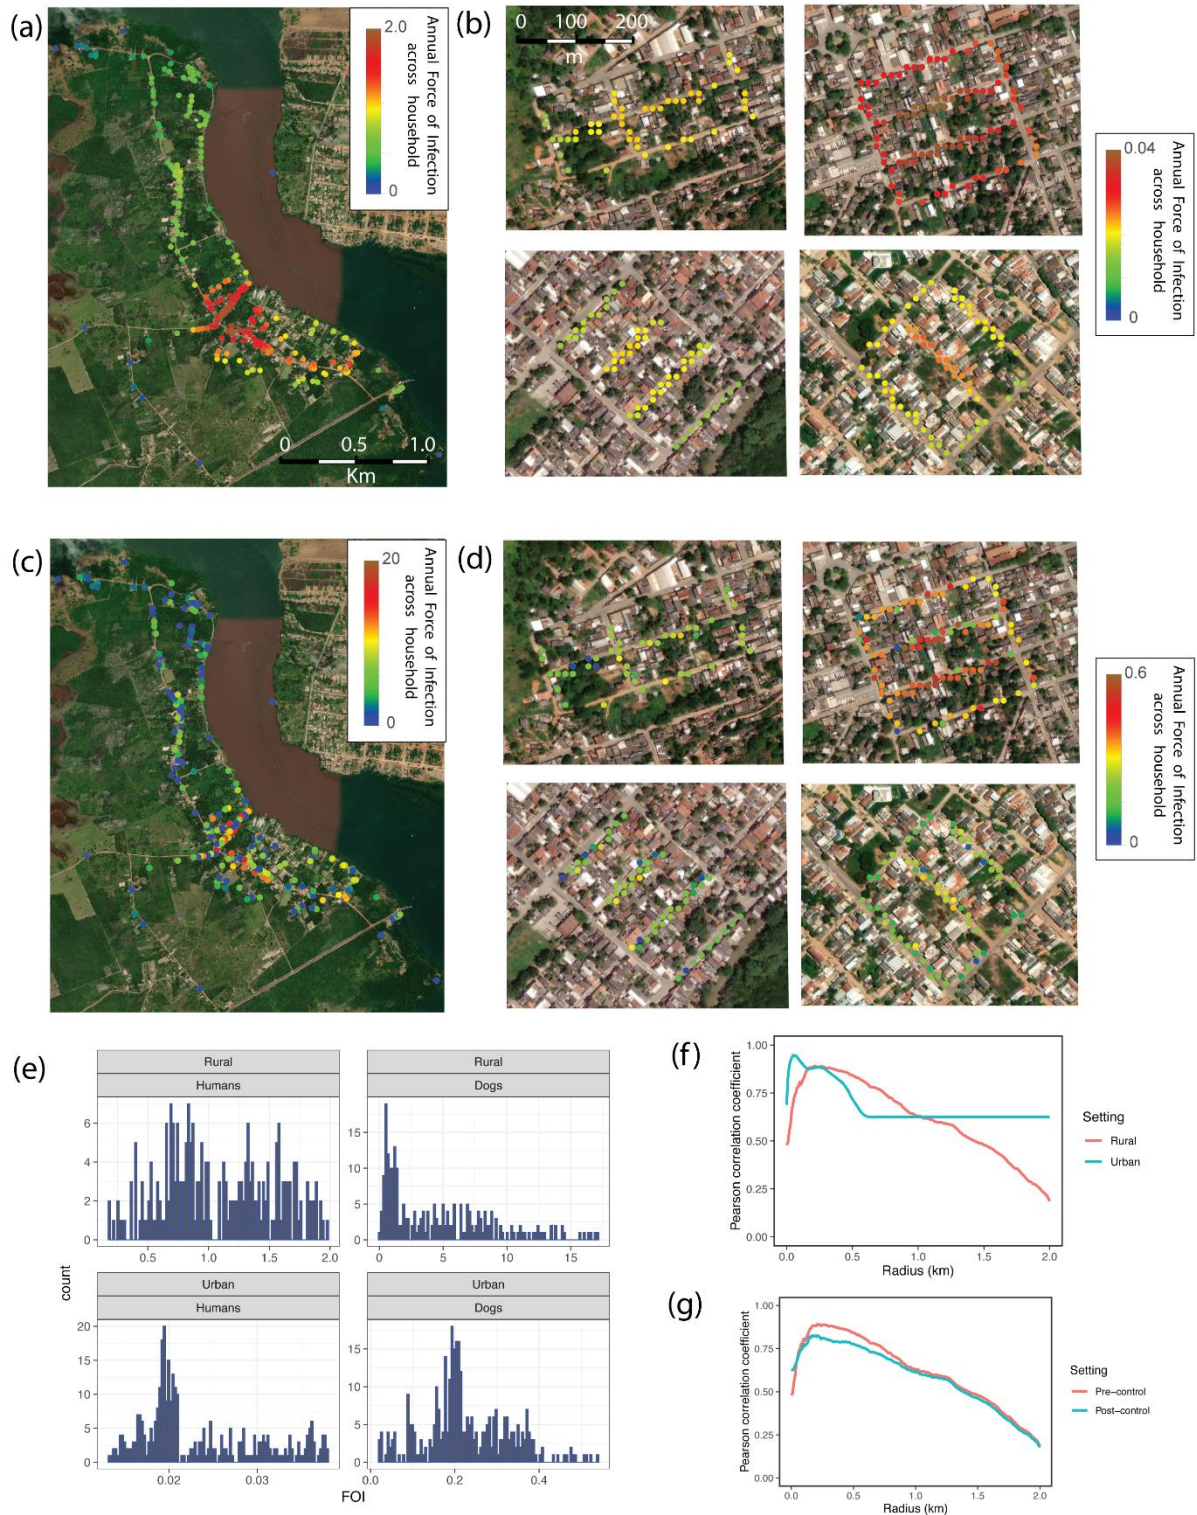 (a)
2.0
0
Annual Force of Infection
across household
0
0.5
1.0
Km
(b)
0
100
200
m
0.04
0
Annual Force of Infection
across household
(c)
20
0
Annual Force of Infection
across household
(d)
0.6
0
Annual Force of Infection
across household
(e)
Rural
Humans
6
4
2
0
0.5
1.0
1.5
2.0
Rural
Dogs
15
10
5
0
0
5
10
15
count
Urban
Humans
20
15
10
5
0
0.02
0.03
Urban
Dogs
15
10
5
0
0.0
0.2
0.4
FOI
(f)
Pearson correlation coefficient
1.00
0.75
0.50
0.25
0.00
0.0
0.5
1.0
1.5
2.0
Radius (km)
Setting
Rural
Urban
(g)
Pearson correlation coefficient
1.00
0.75
0.50
0.25
0.00
0.0
0.5
1.0
1.5
2.0
Radius (km)
Setting
Pre-control
Post-control